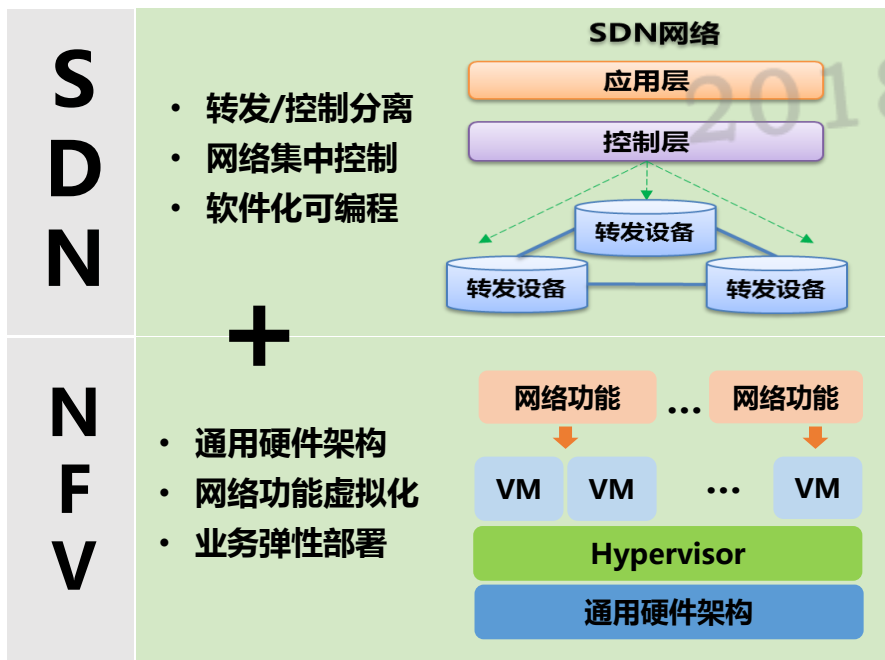 SDN
• 转发/控制分离
• 网络集中控制
• 软件化可编程
SDN网络
应用层
控制层
转发设备
转发设备
转发设备
2018
+
NFV
• 通用硬件架构
• 网络功能虚拟化
• 业务弹性部署
网络功能 ... 网络功能
VM VM ... VM
Hypervisor
通用硬件架构